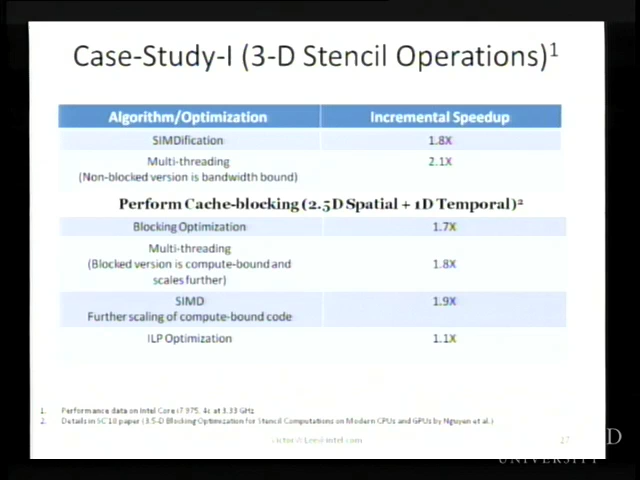 Case-Study-I (3-D Stencil Operations)1
Algorithm/Optimization Incremental Speedup
SIMDification 1.8X
Multi-threading 2.1X
(Non-blocked version is bandwidth bound)
Perform Cache-blocking (2.5D Spatial + 1D Temporal)2
Blocking Optimization 1.7X
Multi-threading
(Blocked version is compute-bound and 1.8X
scales further)
SIMD 1.9X
Further scaling of compute-bound code
ILP Optimization 1.1X
1. Performance data on Intel Core i7 975, 4c at 3.33 GHz
2. Details in SC'10 paper (3.5-D Blocking Optimization for Stencil Computations on Modern CPUs and GPUs by Nguyen et al.)
27
D
UNIVERSITY